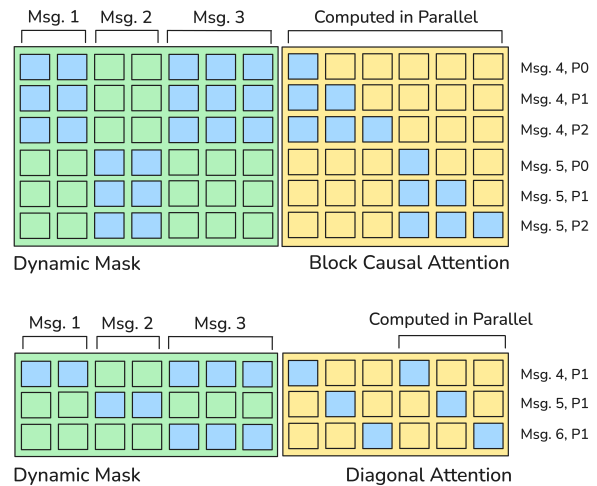 Msg. 1 Msg. 2 Msg. 3 Computed in Parallel
Msg. 4, P0
Msg. 4, P1
Msg. 4, P2
Msg. 5, P0
Msg. 5, P1
Msg. 5, P2
Dynamic Mask Block Causal Attention
Computed in Parallel
Msg. 1 Msg. 2 Msg. 3
Msg. 4, P1
Msg. 5, P1
Msg. 6, P1
Dynamic Mask Diagonal Attention